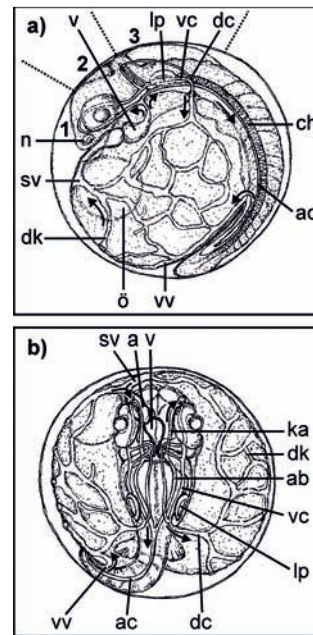 a)
v
1
2
3
lp
vc
dc
n
sv
dk
ö
vv
ch
ac
b)
sv
a
v
ka
dk
ab
vc
lp
vv
ac
dc